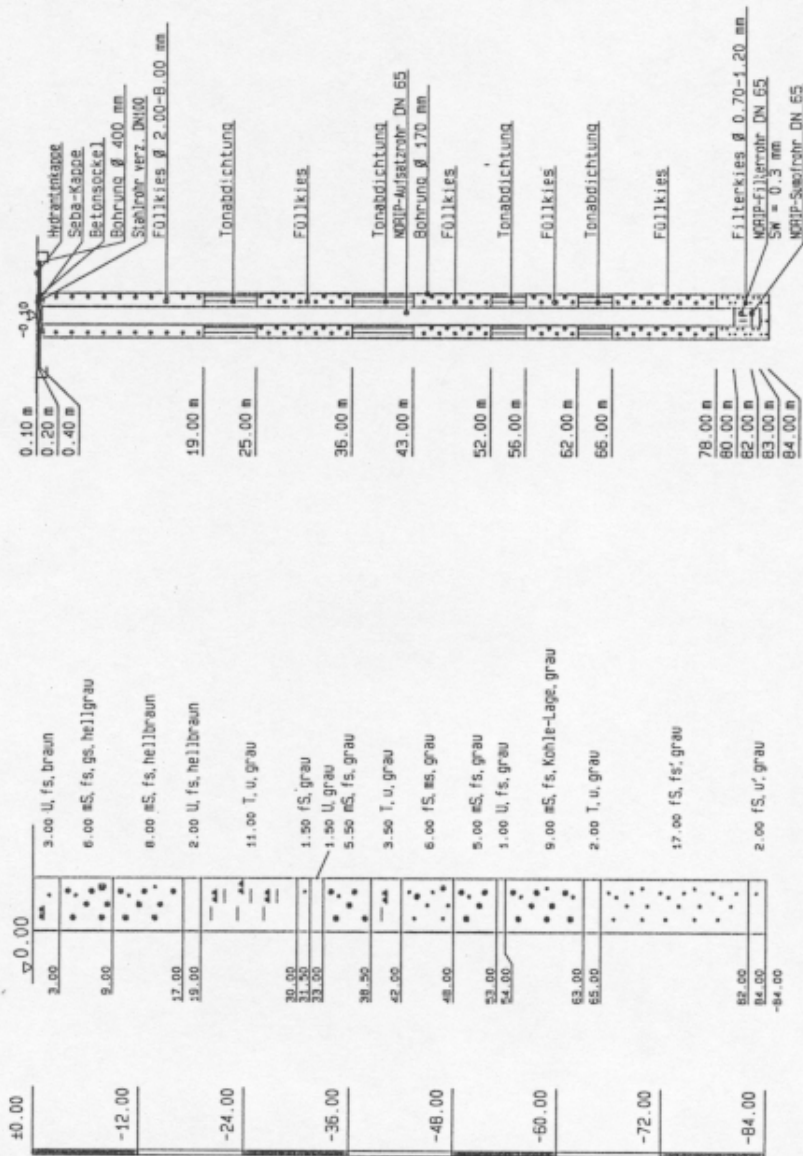 ±0.00
-12.00
-24.00
-36.00
-48.00
-60.00
-72.00
-84.00
▽0.00
3.00
9.00
17.00
19.00
30.00
31.50
33.00
38.50
42.00
48.00
53.00
54.00
63.00
65.00
82.00
84.00
-84.00
3.00 U, fs, braun
6.00 mS, fs, gs, hellgrau
8.00 mS, fs, hellbraun
2.00 U, fs, hellbraun
11.00 T, u, grau
1.50 fS, grau
1.50 U, grau
5.50 mS, fs, grau
3.50 T, u, grau
6.00 fS, ms, grau
5.00 mS, fs, grau
1.00 U, fs, grau
9.00 mS, fs, Kohle-Lage, grau
2.00 T, u, grau
17.00 fS, fs', grau
2.00 fS, u', grau
0.10 m
0.20 m
0.40 m
19.00 m
25.00 m
36.00 m
43.00 m
52.00 m
56.00 m
62.00 m
66.00 m
78.00 m
80.00 m
82.00 m
83.00 m
84.00 m
-0.10
Hydrantenkappe
Seba-Kappe
Betonsockel
Bohrung Ø 400 mm
Stahlrohr verz. DN100
Füllkies Ø 2.00-8.00 mm
Tonabdichtung
Füllkies
Tonabdichtung
NORIP-Aufsatzrohr DN 65
Bohrung Ø 170 mm
Füllkies
Tonabdichtung
Füllkies
Tonabdichtung
Füllkies
Filterkies Ø 0.70-1.20 mm
NORIP-Filterrohr DN 65
SW = 0.3 mm
NORIP-Sumpfrohr DN 65